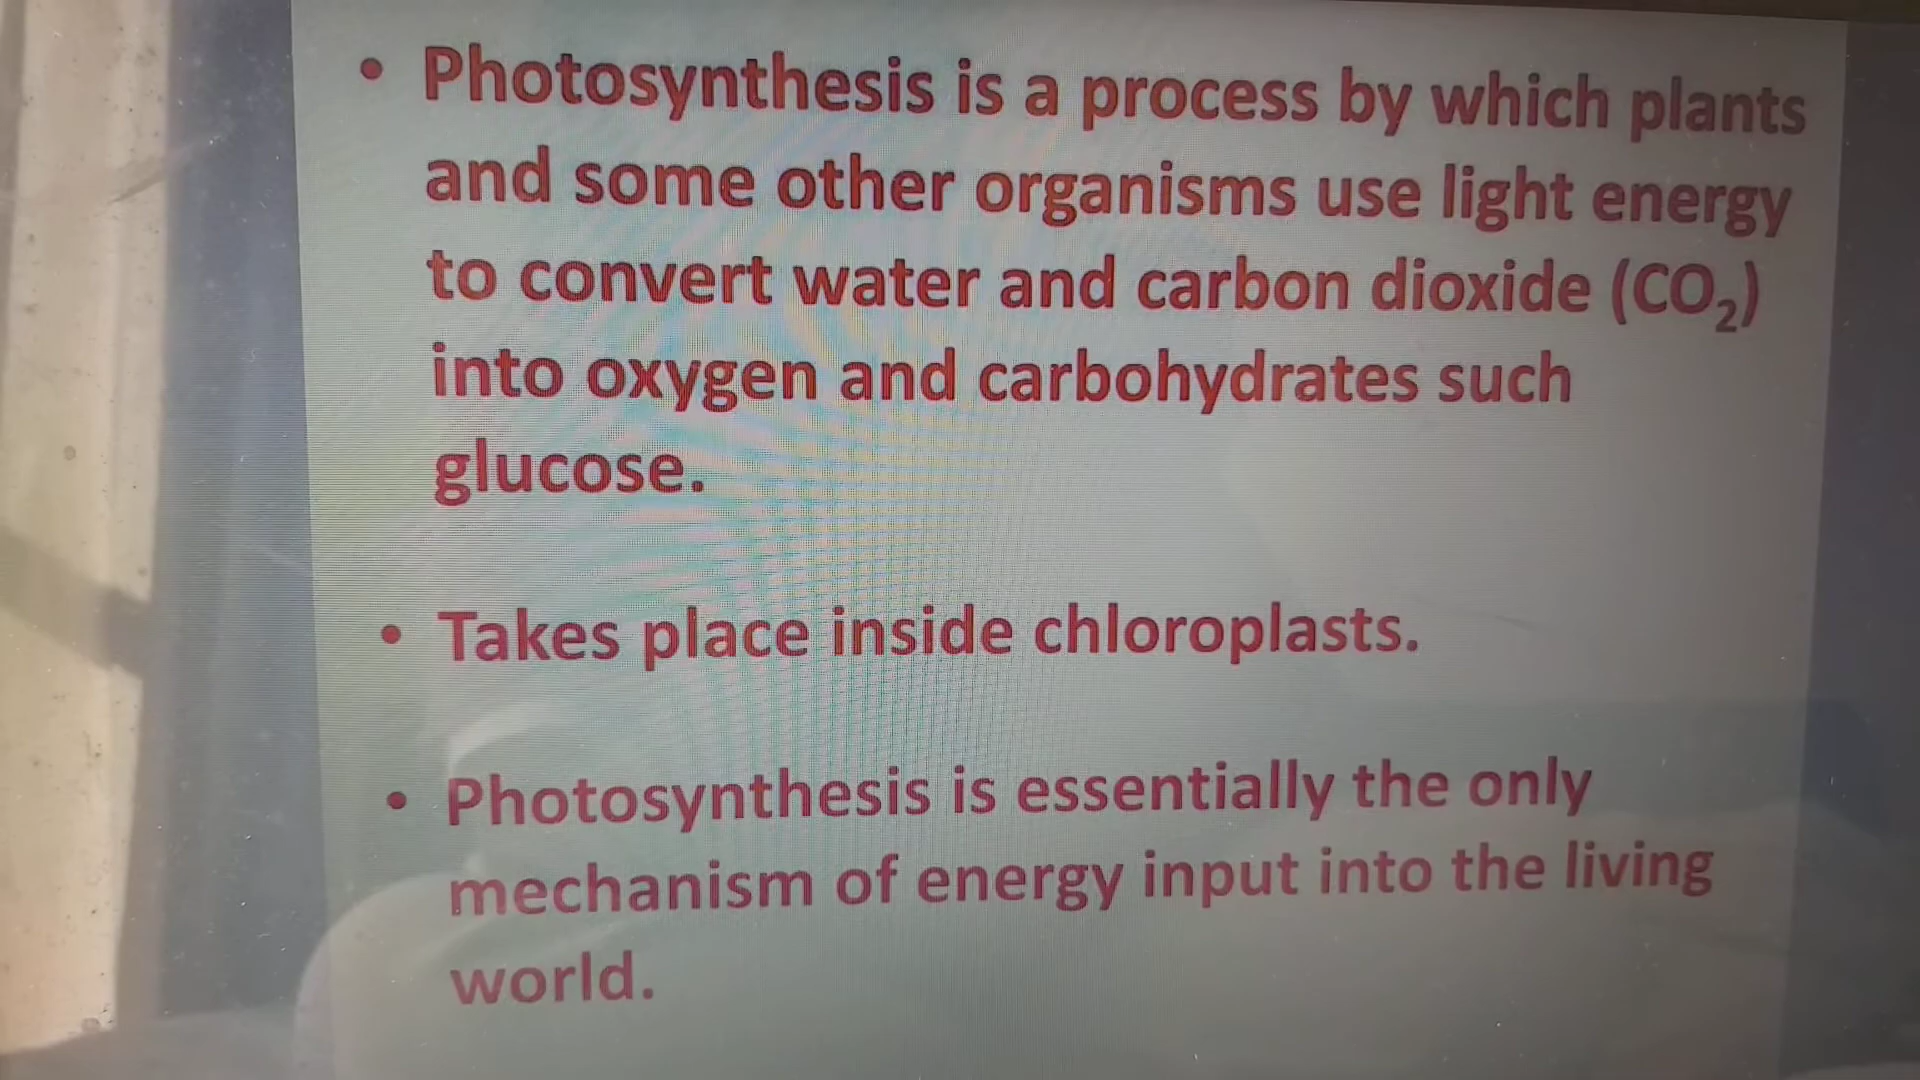 • Photosynthesis is a process by which plants
and some other organisms use light energy
to convert water and carbon dioxide (CO₂)
into oxygen and carbohydrates such
glucose.
• Takes place inside chloroplasts.
• Photosynthesis is essentially the only
mechanism of energy input into the living
world.